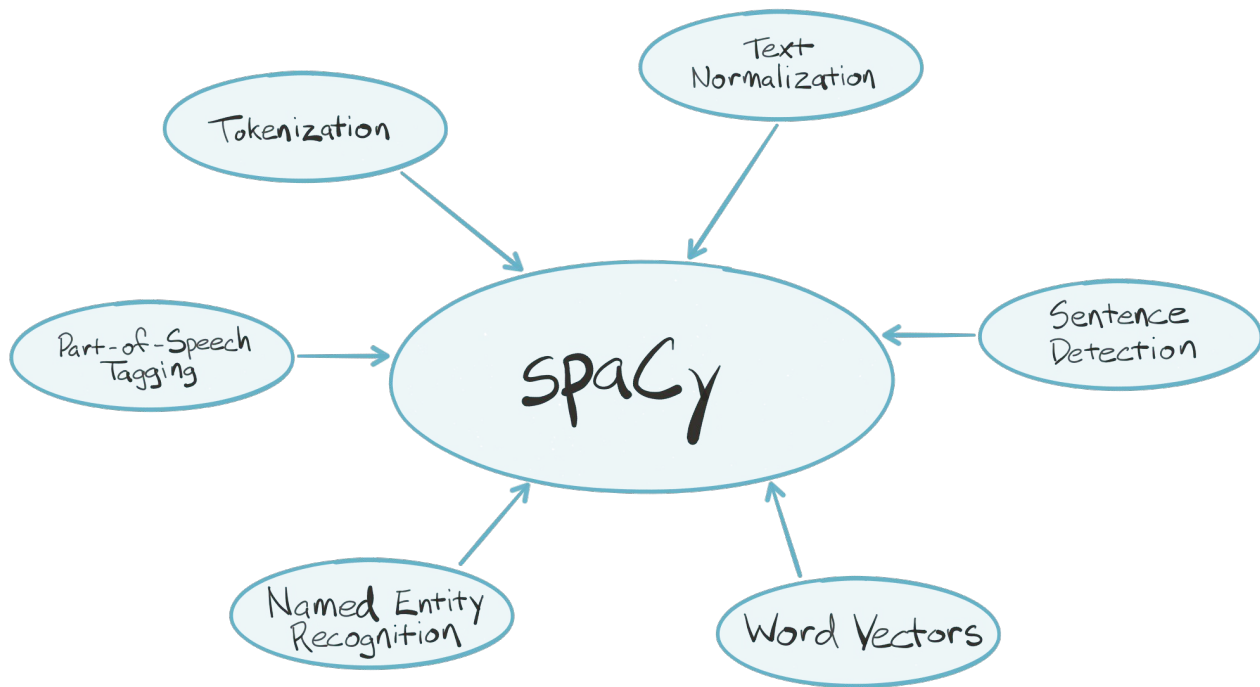 Text
Normalization
Tokenization
Sentence
Detection
Part-of-Speech
Tagging
spaCy
Named Entity
Recognition
Word Vectors